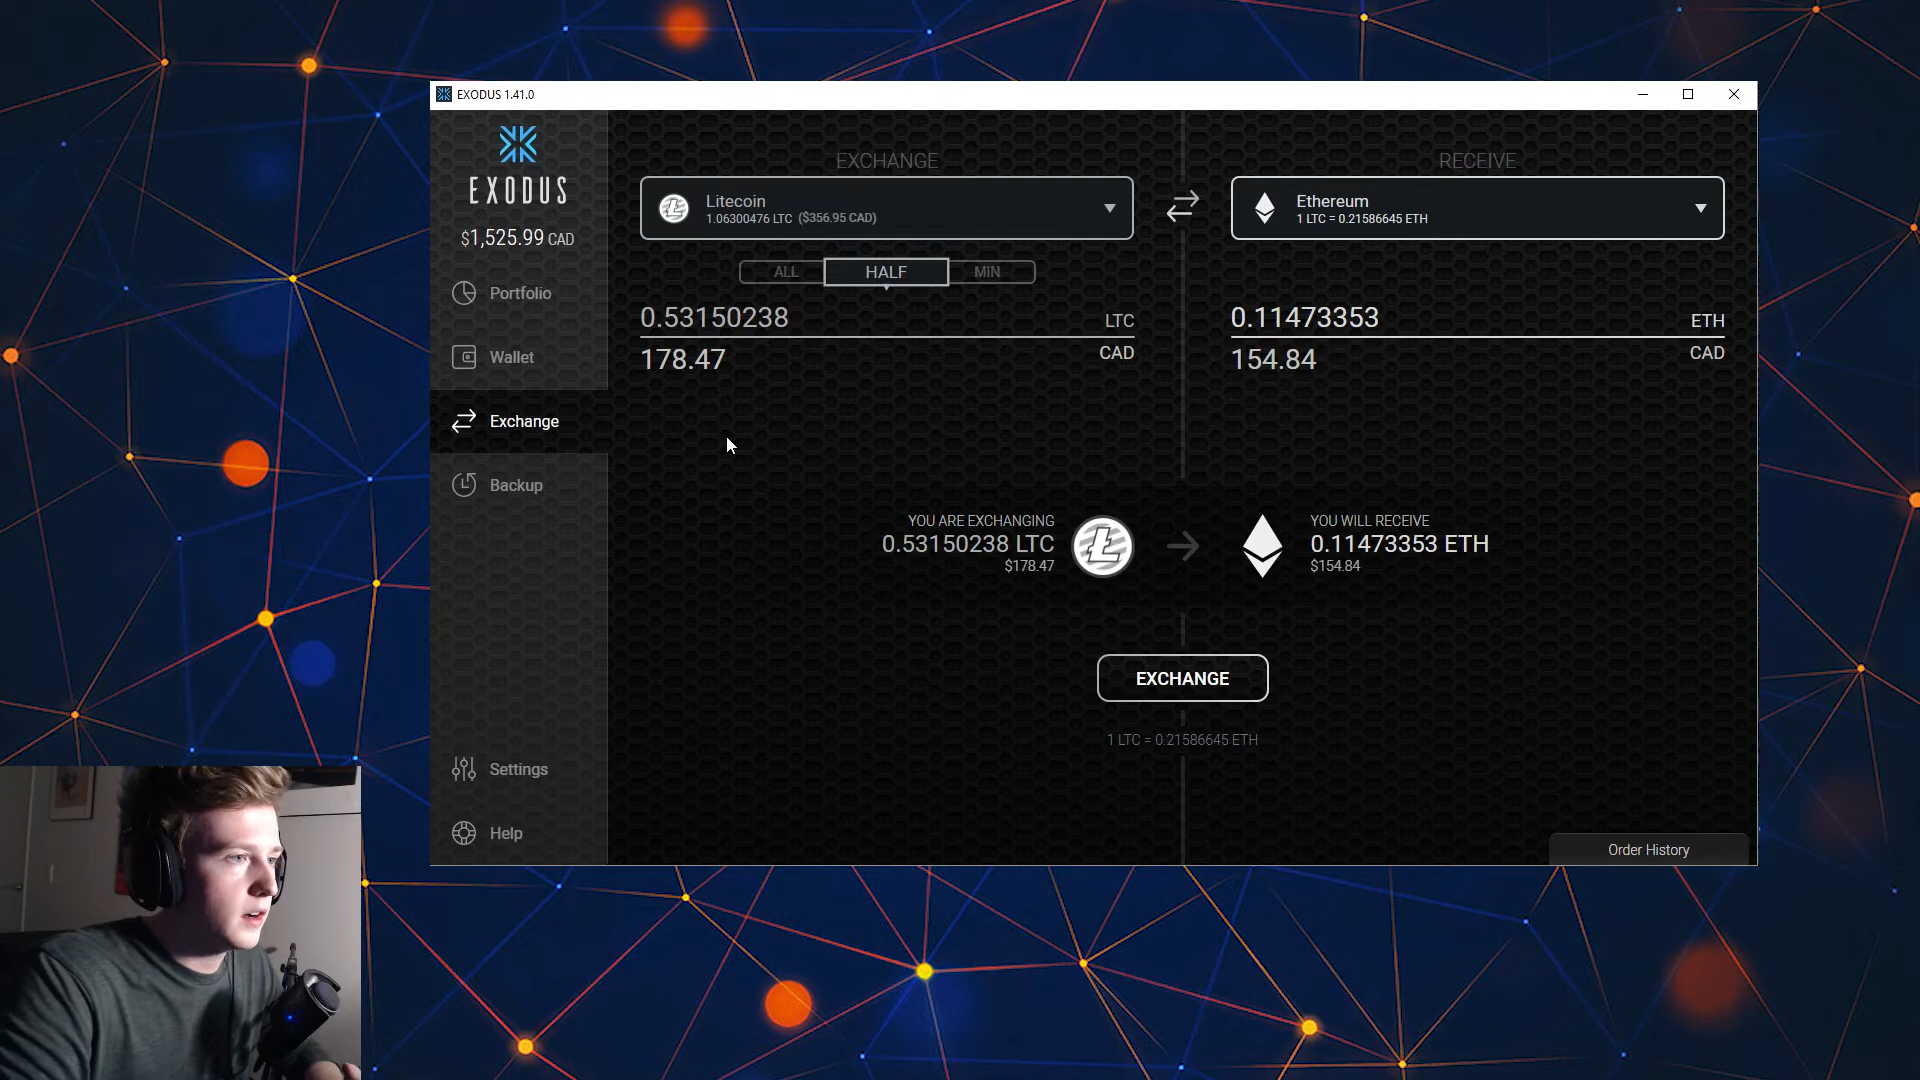 EXODUS 1.41.0
EXODUS
$1,525.99 CAD
Portfolio
Wallet
Exchange
Backup
Settings
Help
EXCHANGE
Litecoin
1.06300476 LTC ($356.95 CAD)
ALL HALF MIN
0.53150238 LTC
178.47 CAD
RECEIVE
Ethereum
1 LTC = 0.21586645 ETH
0.11473353 ETH
154.84 CAD
YOU ARE EXCHANGING
0.53150238 LTC
$178.47
YOU WILL RECEIVE
0.11473353 ETH
$154.84
EXCHANGE
1 LTC = 0.21586645 ETH
Order History